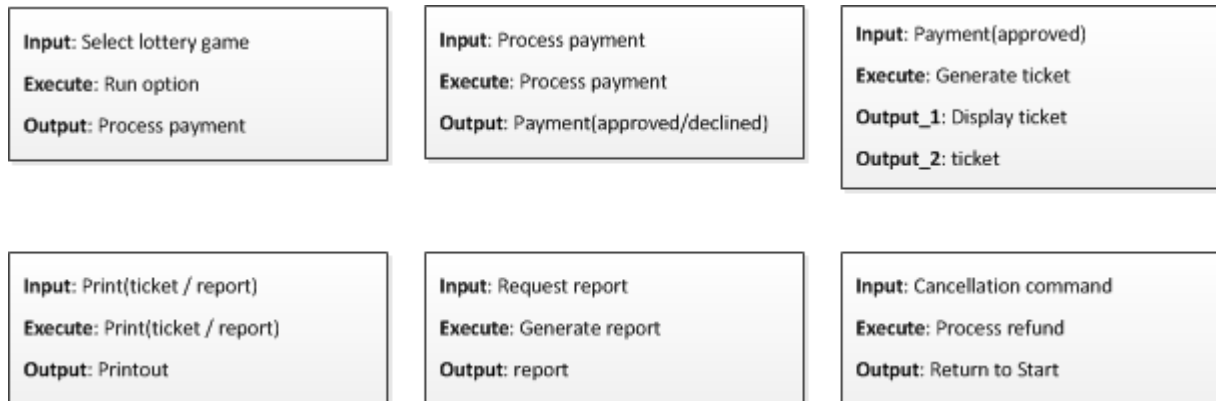 Input: Select lottery game
Execute: Run option
Output: Process payment
Input: Process payment
Execute: Process payment
Output: Payment(approved/declined)
Input: Payment(approved)
Execute: Generate ticket
Output_1: Display ticket
Output_2: ticket
Input: Print(ticket / report)
Execute: Print(ticket / report)
Output: Printout
Input: Request report
Execute: Generate report
Output: report
Input: Cancellation command
Execute: Process refund
Output: Return to Start